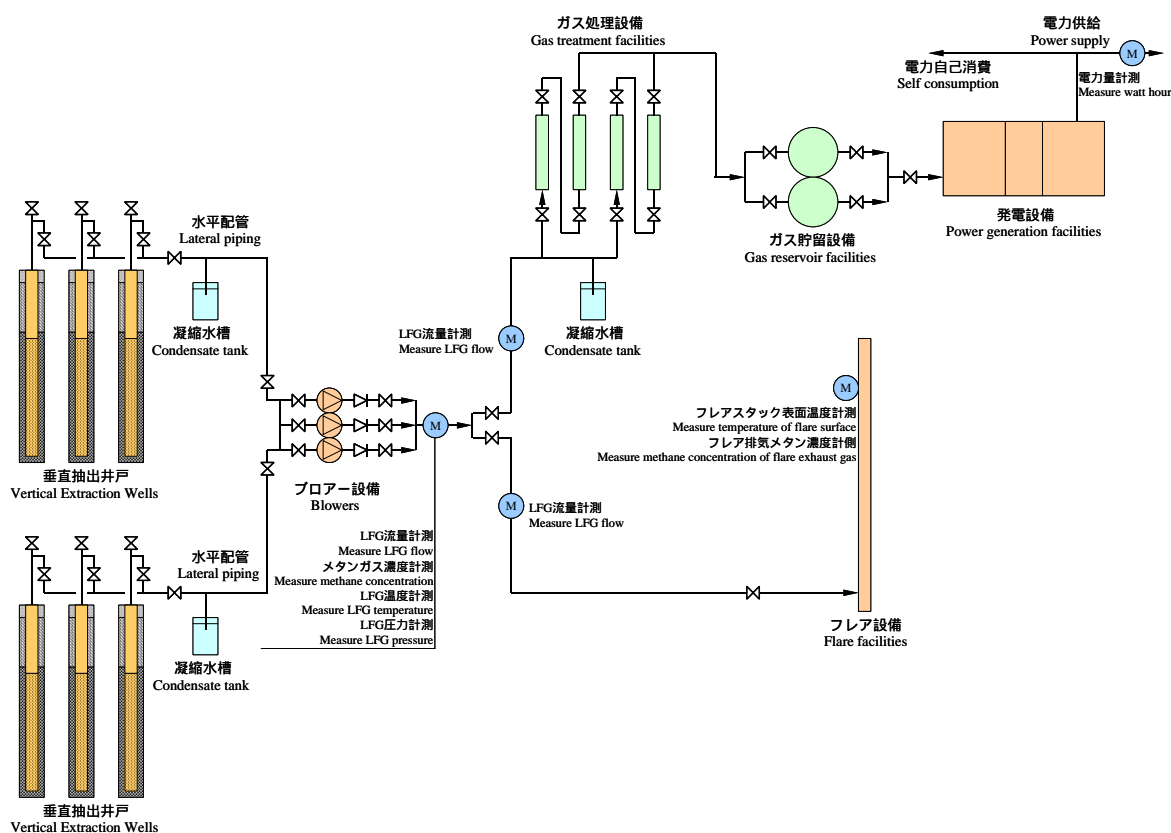 ガス処理設備
Gas treatment facilities
電力供給
Power supply
M
電力自己消費
Self consumption
電力量計測
Measure watt hour
発電設備
Power generation facilities
ガス貯留設備
Gas reservoir facilities
水平配管
Lateral piping
凝縮水槽
Condensate tank
LFG流量計測
Measure LFG flow
M
凝縮水槽
Condensate tank
M
フレアスタック表面温度計測
Measure temperature of flare surface
フレア排気メタン濃度計側
Measure methane concentration of flare exhaust gas
M
垂直抽出井戸
Vertical Extraction Wells
ブロアー設備
Blowers
M
LFG流量計測
Measure LFG flow
LFG流量計測
Measure LFG flow
メタンガス濃度計測
Measure methane concentration
LFG温度計測
Measure LFG temperature
LFG圧力計測
Measure LFG pressure
水平配管
Lateral piping
凝縮水槽
Condensate tank
フレア設備
Flare facilities
垂直抽出井戸
Vertical Extraction Wells